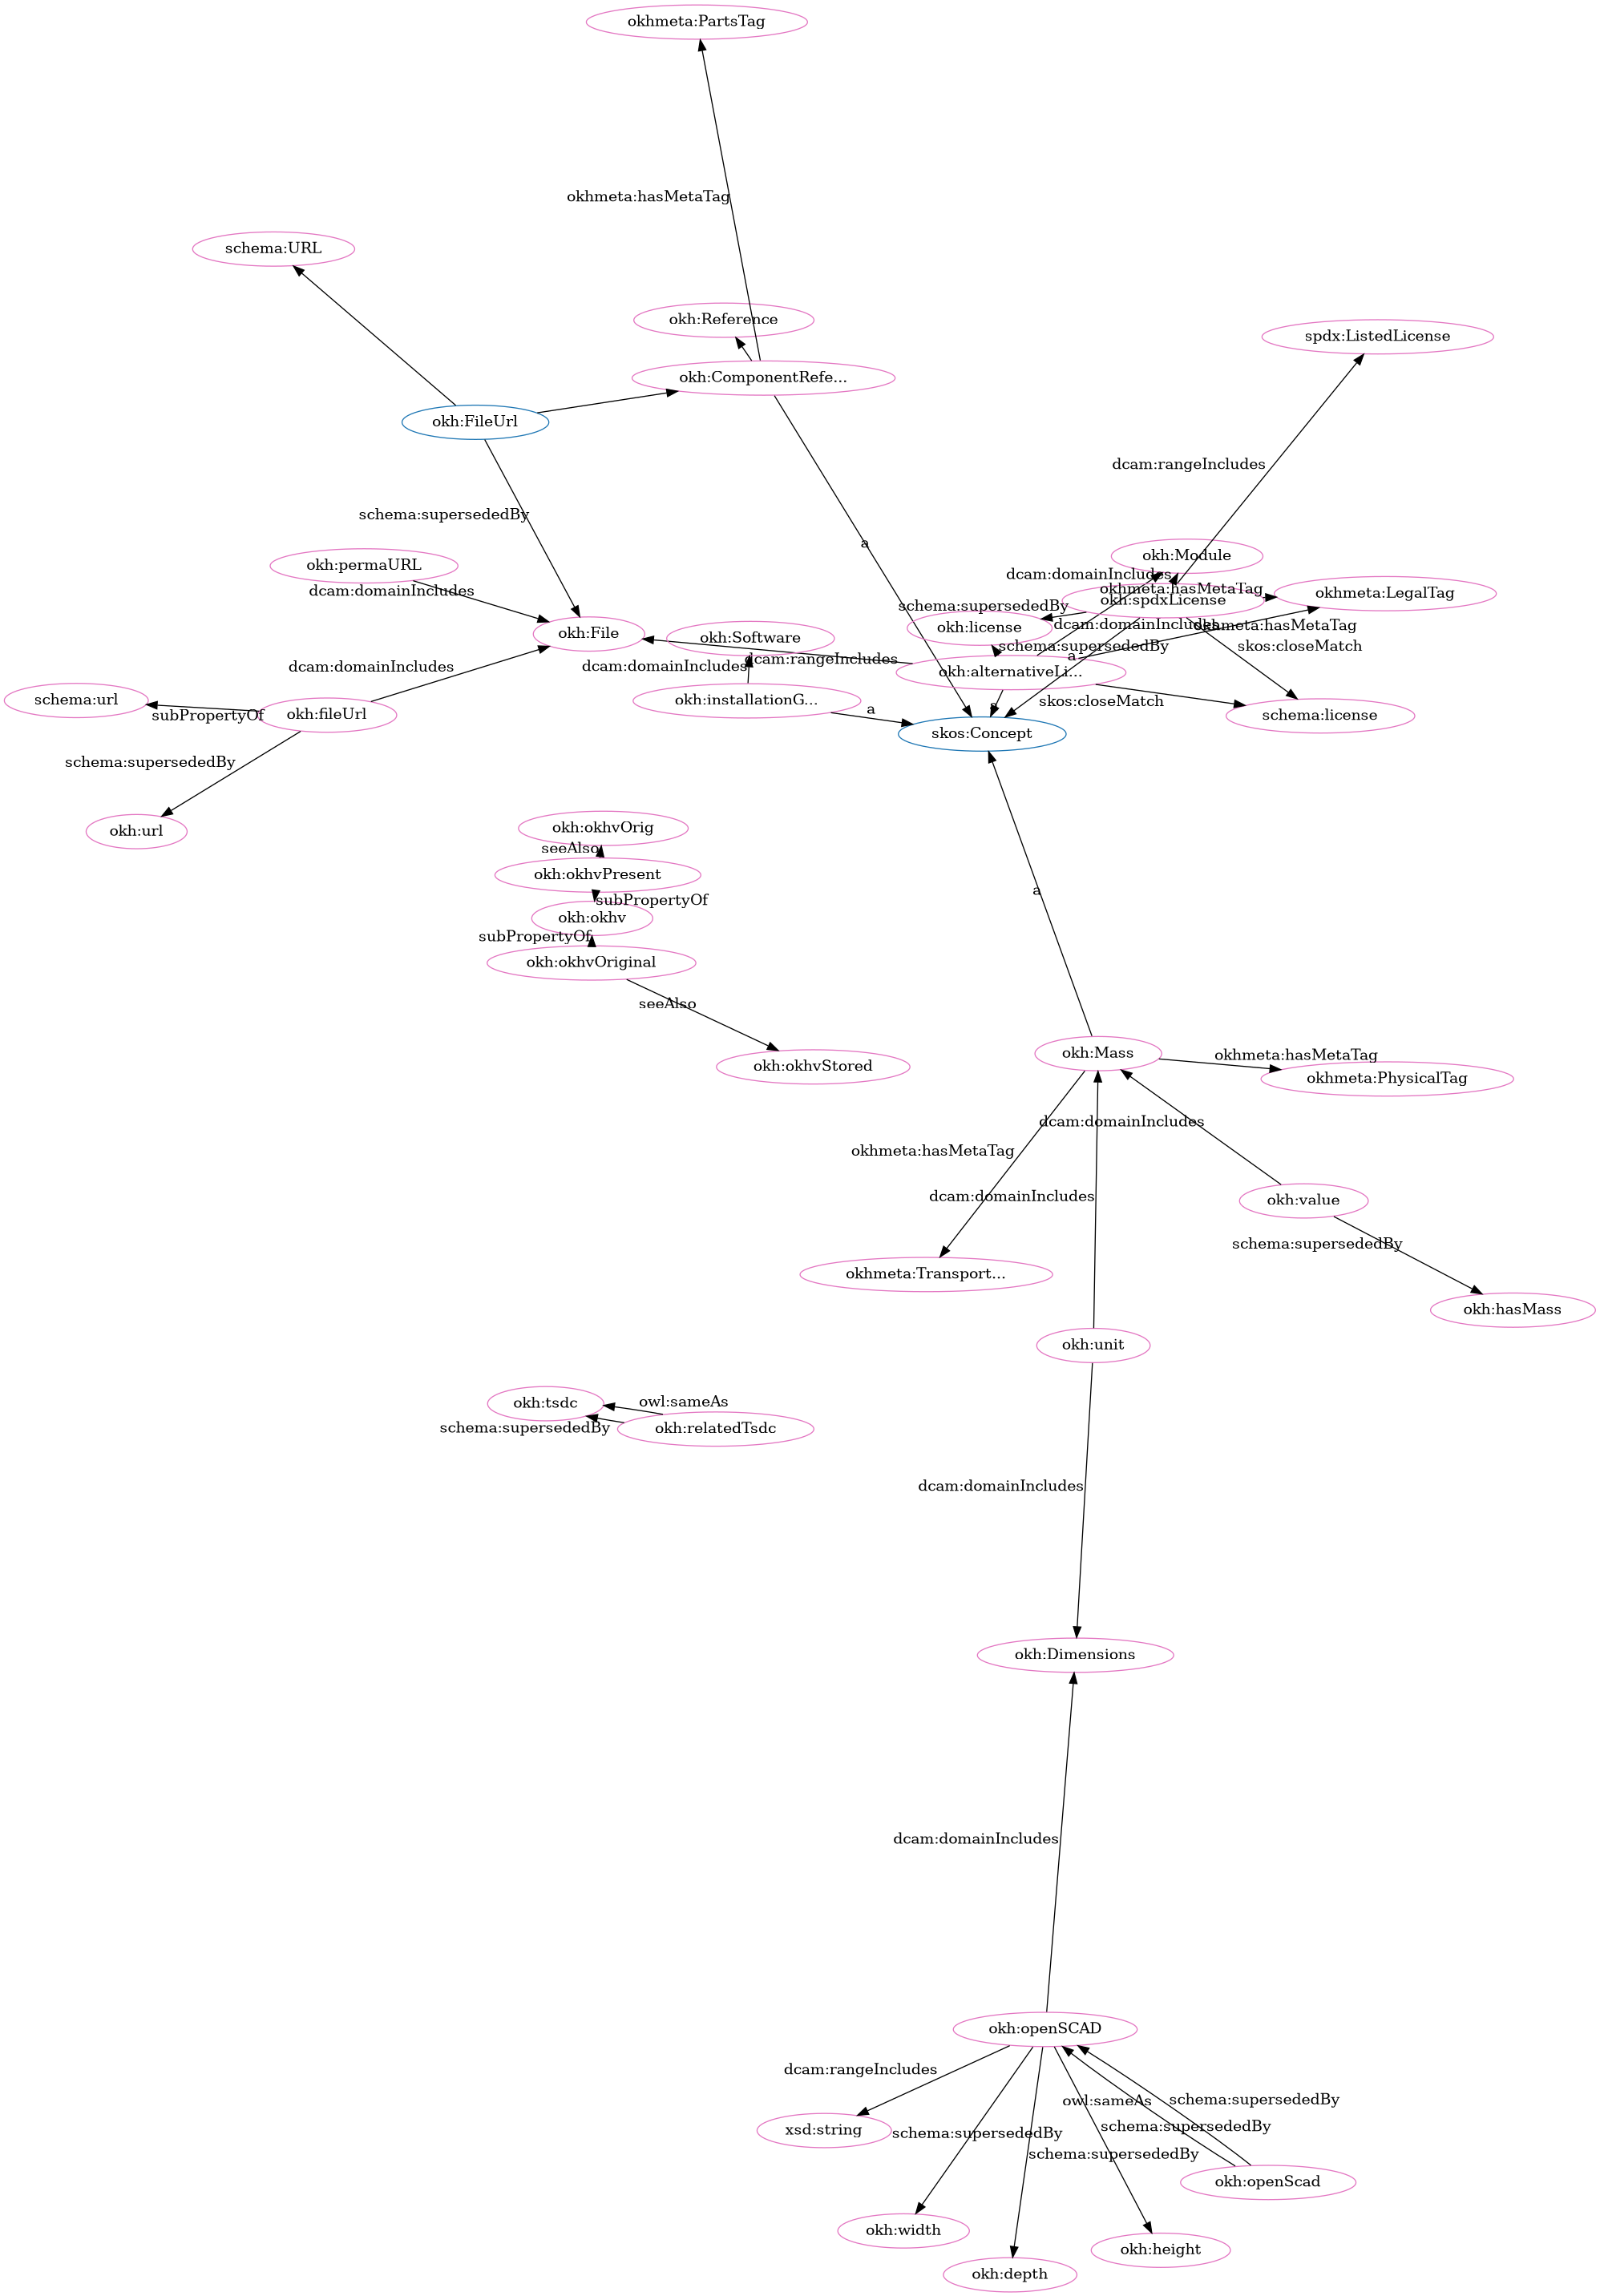 okhmeta:PartsTag
okhmeta:hasMetaTag
schema:URL
okh:Reference
spdx:ListedLicense
okh:ComponentRefe...
okh:FileUrl
dcam:rangeIncludes
schema:supersededBy
a
okh:Module
okh:permaURL
dcam:domainIncludes
dcam:domainIncludes
okhmeta:hasMetaTag
okhmeta:LegalTag
okh:spdxLicense
schema:supersededBy
okh:license
dcam:domainIncludes
okhmeta:hasMetaTag
okh:File
okh:Software
schema:supersededBy
skos:closeMatch
a
dcam:rangeIncludes
dcam:domainIncludes
dcam:domainIncludes
okh:alternativeLi...
schema:url
okh:installationG...
skos:closeMatch
a
a
subPropertyOf
okh:fileUrl
schema:license
skos:Concept
schema:supersededBy
okh:url
okh:okhvOrig
seeAlso
okh:okhvPresent
a
subPropertyOf
okh:okhv
subPropertyOf
okh:okhvOriginal
seeAlso
okh:okhvStored
okh:Mass
okhmeta:hasMetaTag
okhmeta:PhysicalTag
dcam:domainIncludes
okhmeta:hasMetaTag
dcam:domainIncludes
okh:value
schema:supersededBy
okhmeta:Transport...
okh:hasMass
okh:unit
okh:tsdc
owl:sameAs
schema:supersededBy
okh:relatedTsdc
dcam:domainIncludes
okh:Dimensions
dcam:domainIncludes
okh:openSCAD
dcam:rangeIncludes
owl:sameAs
schema:supersededBy
xsd:string
schema:supersededBy
schema:supersededBy
schema:supersededBy
okh:openScad
okh:width
okh:height
okh:depth